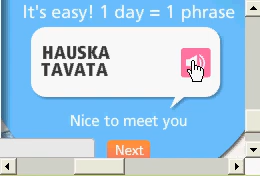 It's easy! 1 day = 1 phrase
HAUSKA
TAVATA
Nice to meet you
Next